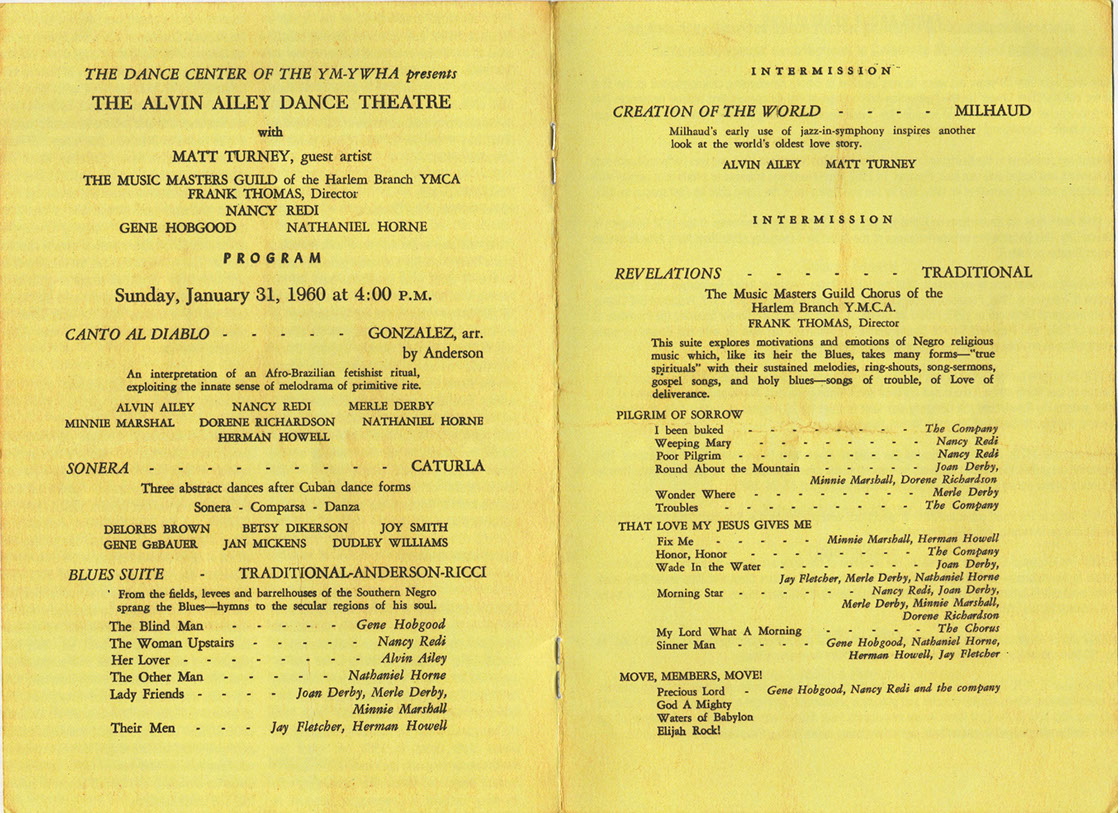 THE DANCE CENTER OF THE YM-YWHA presents
THE ALVIN AILEY DANCE THEATRE
with
MATT TURNEY, guest artist
THE MUSIC MASTERS GUILD of the Harlem Branch YMCA
FRANK THOMAS, Director
NANCY REDI
GENE HOBGOOD NATHANIEL HORNE
PROGRAM
Sunday, January 31, 1960 at 4:00 P.M.
CANTO AL DIABLO - - - - - GONZALEZ, arr.
by Anderson
An interpretation of an Afro-Brazilian fetishist ritual,
exploiting the innate sense of melodrama of primitive rite.
ALVIN AILEY NANCY REDI MERLE DERBY
MINNIE MARSHAL DORENE RICHARDSON NATHANIEL HORNE
HERMAN HOWELL
SONERA - - - - - - - - - CATURLA
Three abstract dances after Cuban dance forms
Sonera - Comparsa - Danza
DELORES BROWN BETSY DIKERSON JOY SMITH
GENE GeBAUER JAN MICKENS DUDLEY WILLIAMS
BLUES SUITE - TRADITIONAL-ANDERSON-RICCI
From the fields, levees and barrelhouses of the Southern Negro
sprang the Blues—hymns to the secular regions of his soul.
The Blind Man - - - - - Gene Hobgood
The Woman Upstairs - - - - - Nancy Redi
Her Lover - - - - - - - - Alvin Ailey
The Other Man - - - - - Nathaniel Horne
Lady Friends - - - - Joan Derby, Merle Derby,
Minnie Marshall
Their Men - - - Jay Fletcher, Herman Howell
INTERMISSION
CREATION OF THE WORLD - - - - MILHAUD
Milhaud's early use of jazz-in-symphony inspires another
look at the world's oldest love story.
ALVIN AILEY MATT TURNEY
INTERMISSION
REVELATIONS - - - - - - TRADITIONAL
The Music Masters Guild Chorus of the
Harlem Branch Y.M.C.A.
FRANK THOMAS, Director
This suite explores motivations and emotions of Negro religious
music which, like its heir the Blues, takes many forms—"true
spirituals" with their sustained melodies, ring-shouts, song-sermons,
gospel songs, and holy blues—songs of trouble, of Love of
deliverance.
PILGRIM OF SORROW
I been buked - - - - - - - - The Company
Weeping Mary - - - - - - - - Nancy Redi
Poor Pilgrim - - - - - - - - Nancy Redi
Round About the Mountain - - - - - Joan Derby,
Minnie Marshall, Dorene Richardson
Wonder Where - - - - - - - Merle Derby
Troubles - - - - - - - - The Company
THAT LOVE MY JESUS GIVES ME
Fix Me - - - - - Minnie Marshall, Herman Howell
Honor, Honor - - - - - - - - The Company
Wade In the Water - - - - - - Joan Derby,
Jay Fletcher, Merle Derby, Nathaniel Horne
Morning Star - - - - - - Nancy Redi, Joan Derby,
Merle Derby, Minnie Marshall,
Dorene Richardson
My Lord What A Morning - - - - - The Chorus
Sinner Man - - - - Gene Hobgood, Nathaniel Horne,
Herman Howell, Jay Fletcher
MOVE, MEMBERS, MOVE!
Precious Lord - Gene Hobgood, Nancy Redi and the company
God A Mighty
Waters of Babylon
Elijah Rock!